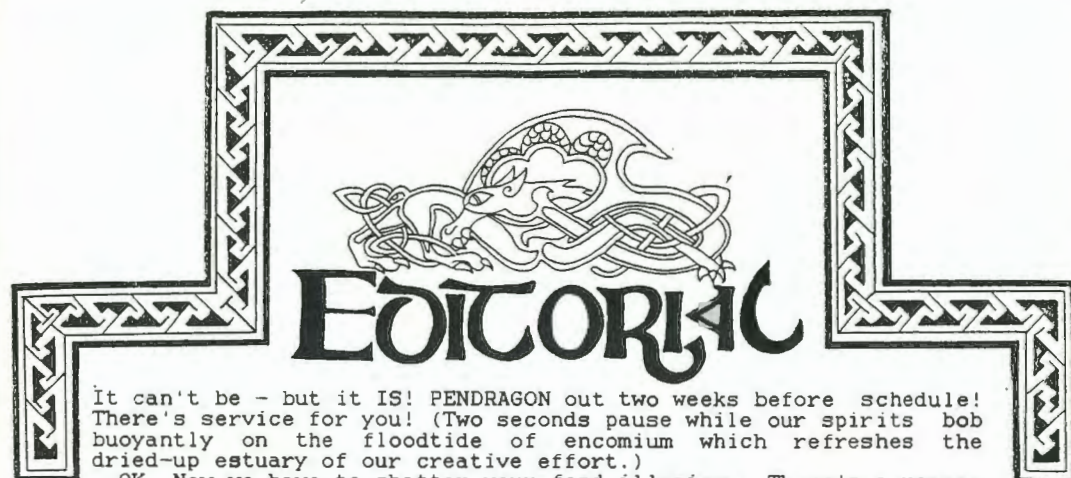 EDITORIAL
It can't be - but it IS! PENDRAGON out two weeks before schedule!
There's service for you! (Two seconds pause while our spirits bob
buoyantly on the floodtide of encomium which refreshes the
dried-up estuary of our creative effort.)